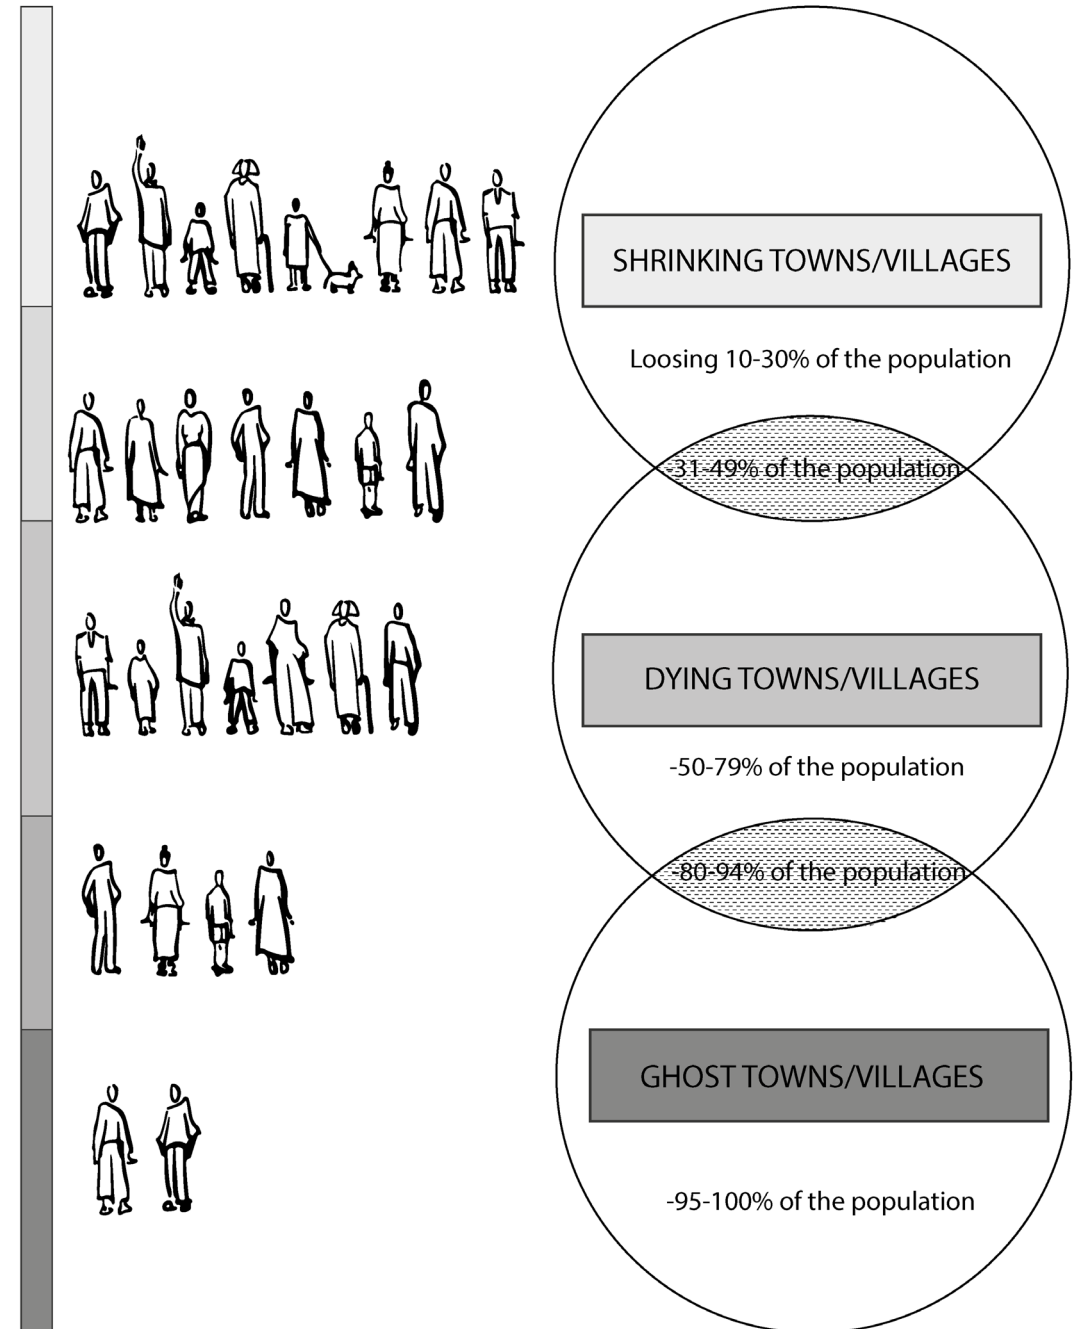 SHRINKING TOWNS/VILLAGES
Loosing 10-30% of the population
-31-49% of the population
DYING TOWNS/VILLAGES
-50-79% of the population
-80-94% of the population
GHOST TOWNS/VILLAGES
-95-100% of the population